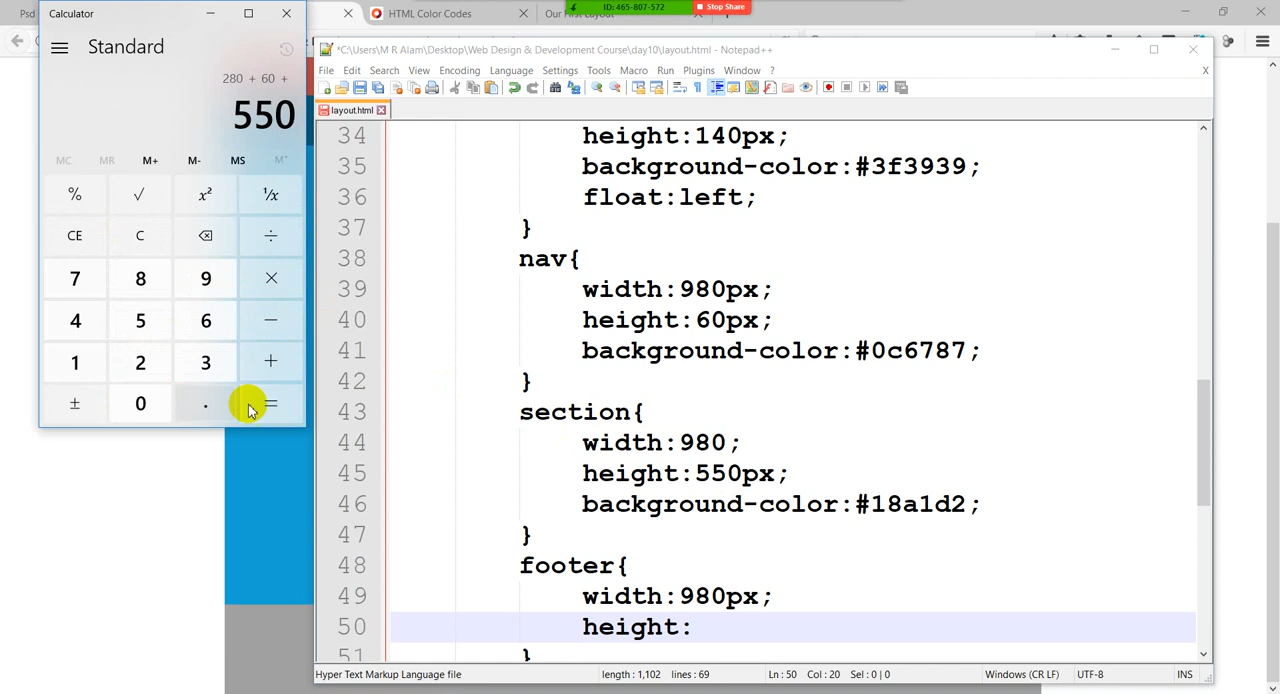 Psd
HTML Color Codes
Our First Layout
ID: 465-807-572
Stop Share
Calculator
Standard
280 + 60 +
550
MC MR M+ M- MS M˅
% √ x² ¹/x
CE C ⌫ ÷
7 8 9 ×
4 5 6 −
1 2 3 +
± 0 . =
*C:\Users\M R Alam\Desktop\Web Design & Development Course\day10\layout.html - Notepad++
File Edit Search View Encoding Language Settings Tools Macro Run Plugins Window ? X
layout.html
34 height:140px;
35 background-color:#3f3939;
36 float:left;
37 }
38 nav{
39 width:980px;
40 height:60px;
41 background-color:#0c6787;
42 }
43 section{
44 width:980;
45 height:550px;
46 background-color:#18a1d2;
47 }
48 footer{
49 width:980px;
50 height:
51 }
Hyper Text Markup Language file length : 1,102 lines : 69 Ln : 50 Col : 20 Sel : 0 | 0 Windows (CR LF) UTF-8 INS